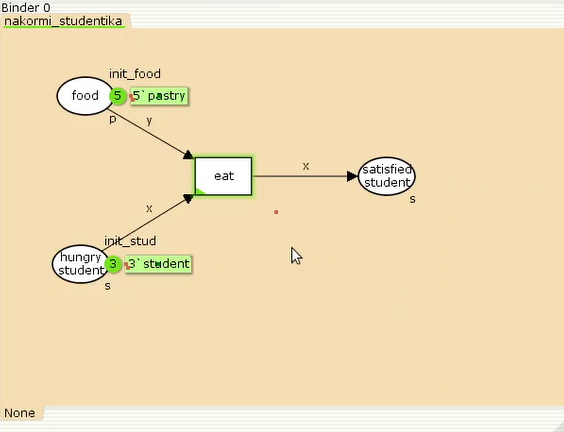 Binder 0
nakormi_studentika
init_food
food
5
5`pastry
p
y
eat
x
satisfied
student
s
x
init_stud
hungry
student
3
3`student
s
None